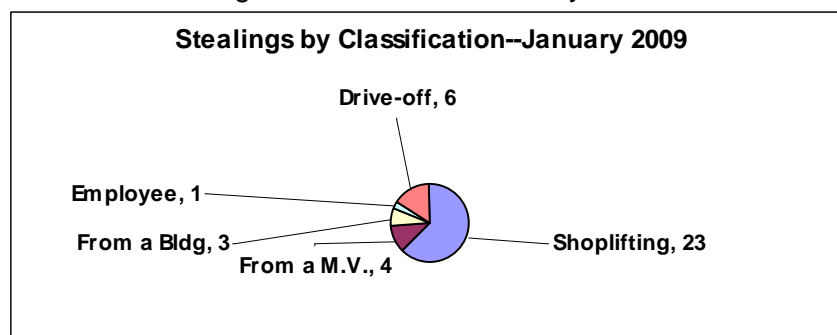 Stealings by Classification--January 2009
Drive-off, 6
Employee, 1
From a Bldg, 3
From a M.V., 4
Shoplifting, 23